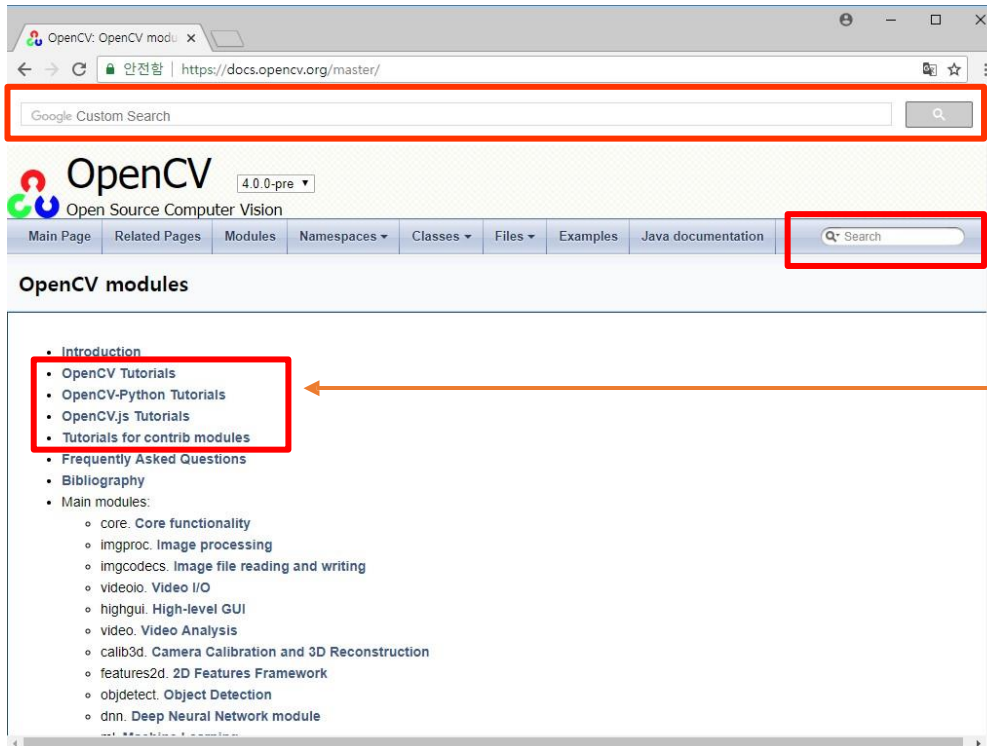 OpenCV: OpenCV modu
안전함 | https://docs.opencv.org/master/
Google Custom Search
OpenCV 4.0.0-pre
Open Source Computer Vision
Main Page Related Pages Modules Namespaces Classes Files Examples Java documentation Search
OpenCV modules
• Introduction
• OpenCV Tutorials
• OpenCV-Python Tutorials
• OpenCV.js Tutorials
• Tutorials for contrib modules
• Frequently Asked Questions
• Bibliography
• Main modules:
◦ core. Core functionality
◦ imgproc. Image processing
◦ imgcodecs. Image file reading and writing
◦ videoio. Video I/O
◦ highgui. High-level GUI
◦ video. Video Analysis
◦ calib3d. Camera Calibration and 3D Reconstruction
◦ features2d. 2D Features Framework
◦ objdetect. Object Detection
◦ dnn. Deep Neural Network module
◦ ml. Machine Learning